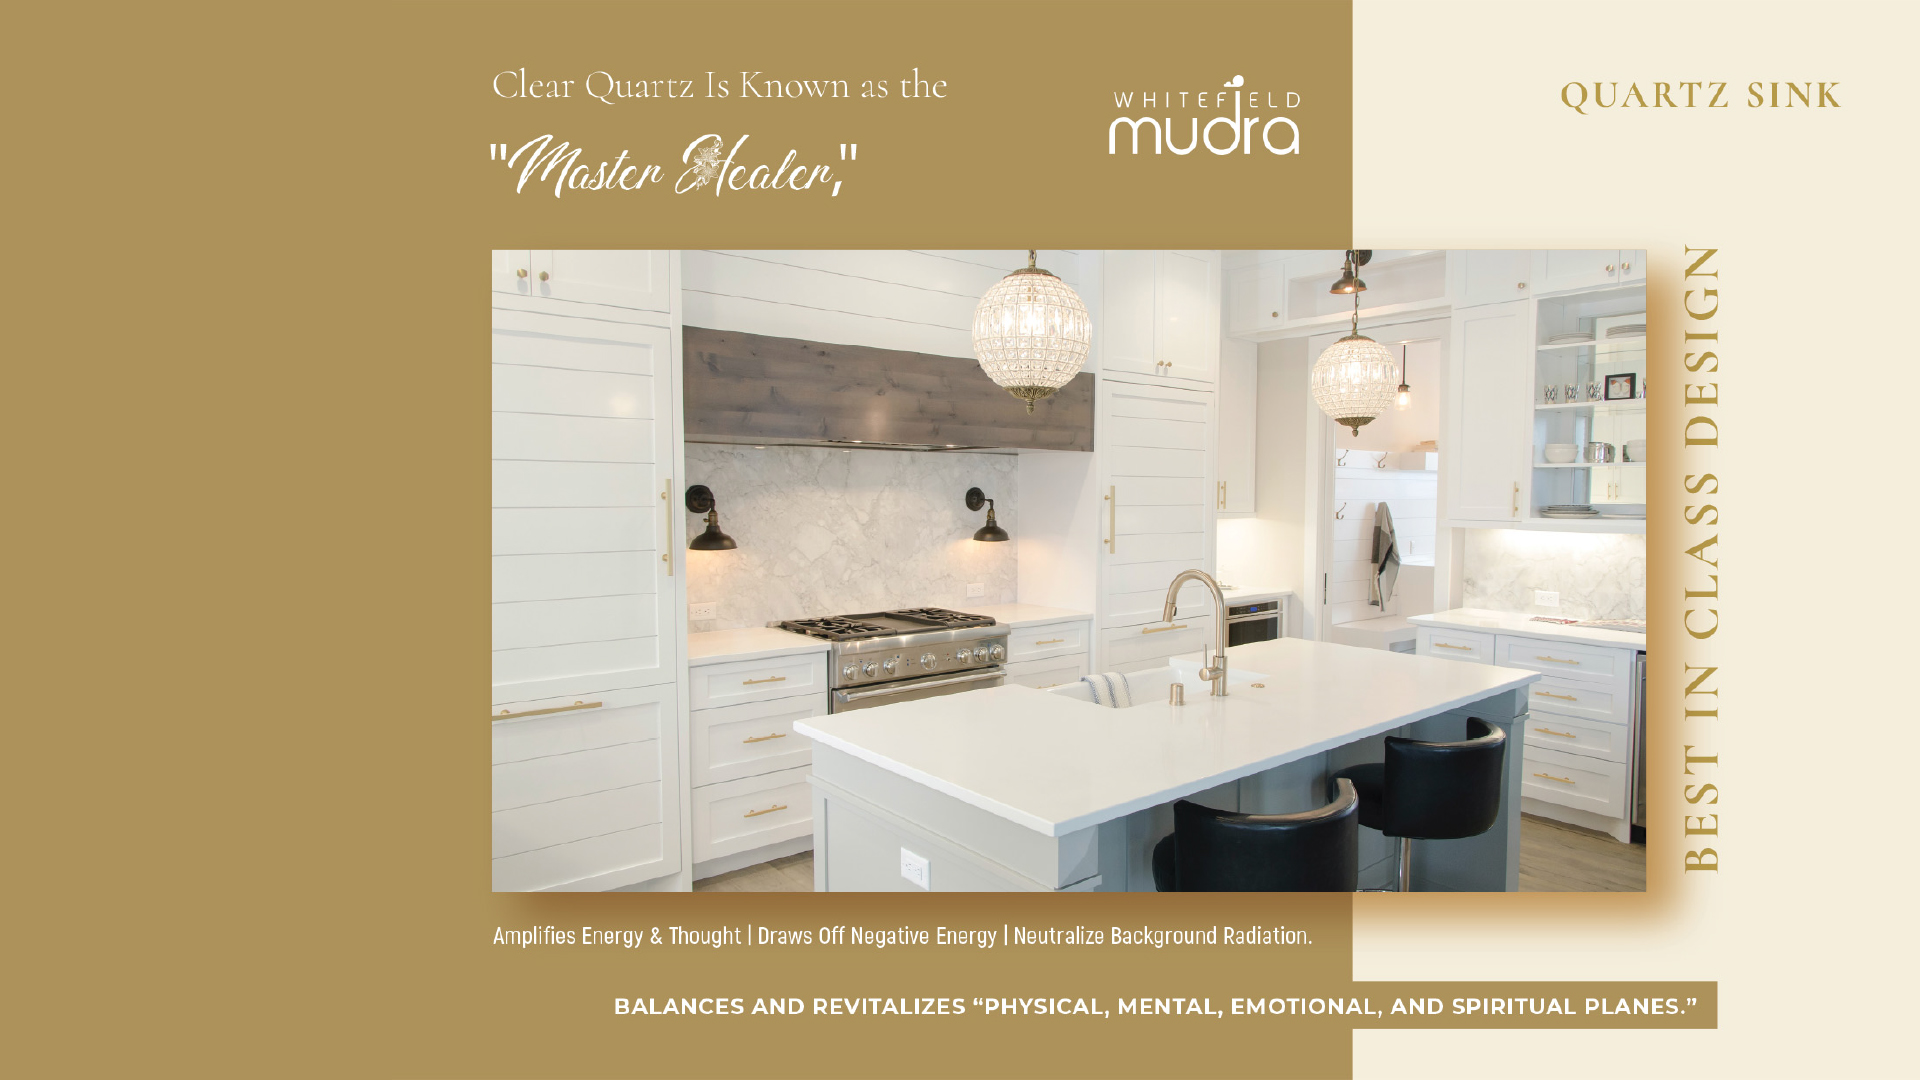 Clear Quartz Is Known as the
"Master Healer,"
WHITEFIELD
mudra
QUARTZ SINK
BEST IN CLASS DESIGN
Amplifies Energy & Thought | Draws Off Negative Energy | Neutralize Background Radiation.
BALANCES AND REVITALIZES “PHYSICAL, MENTAL, EMOTIONAL, AND SPIRITUAL PLANES.”